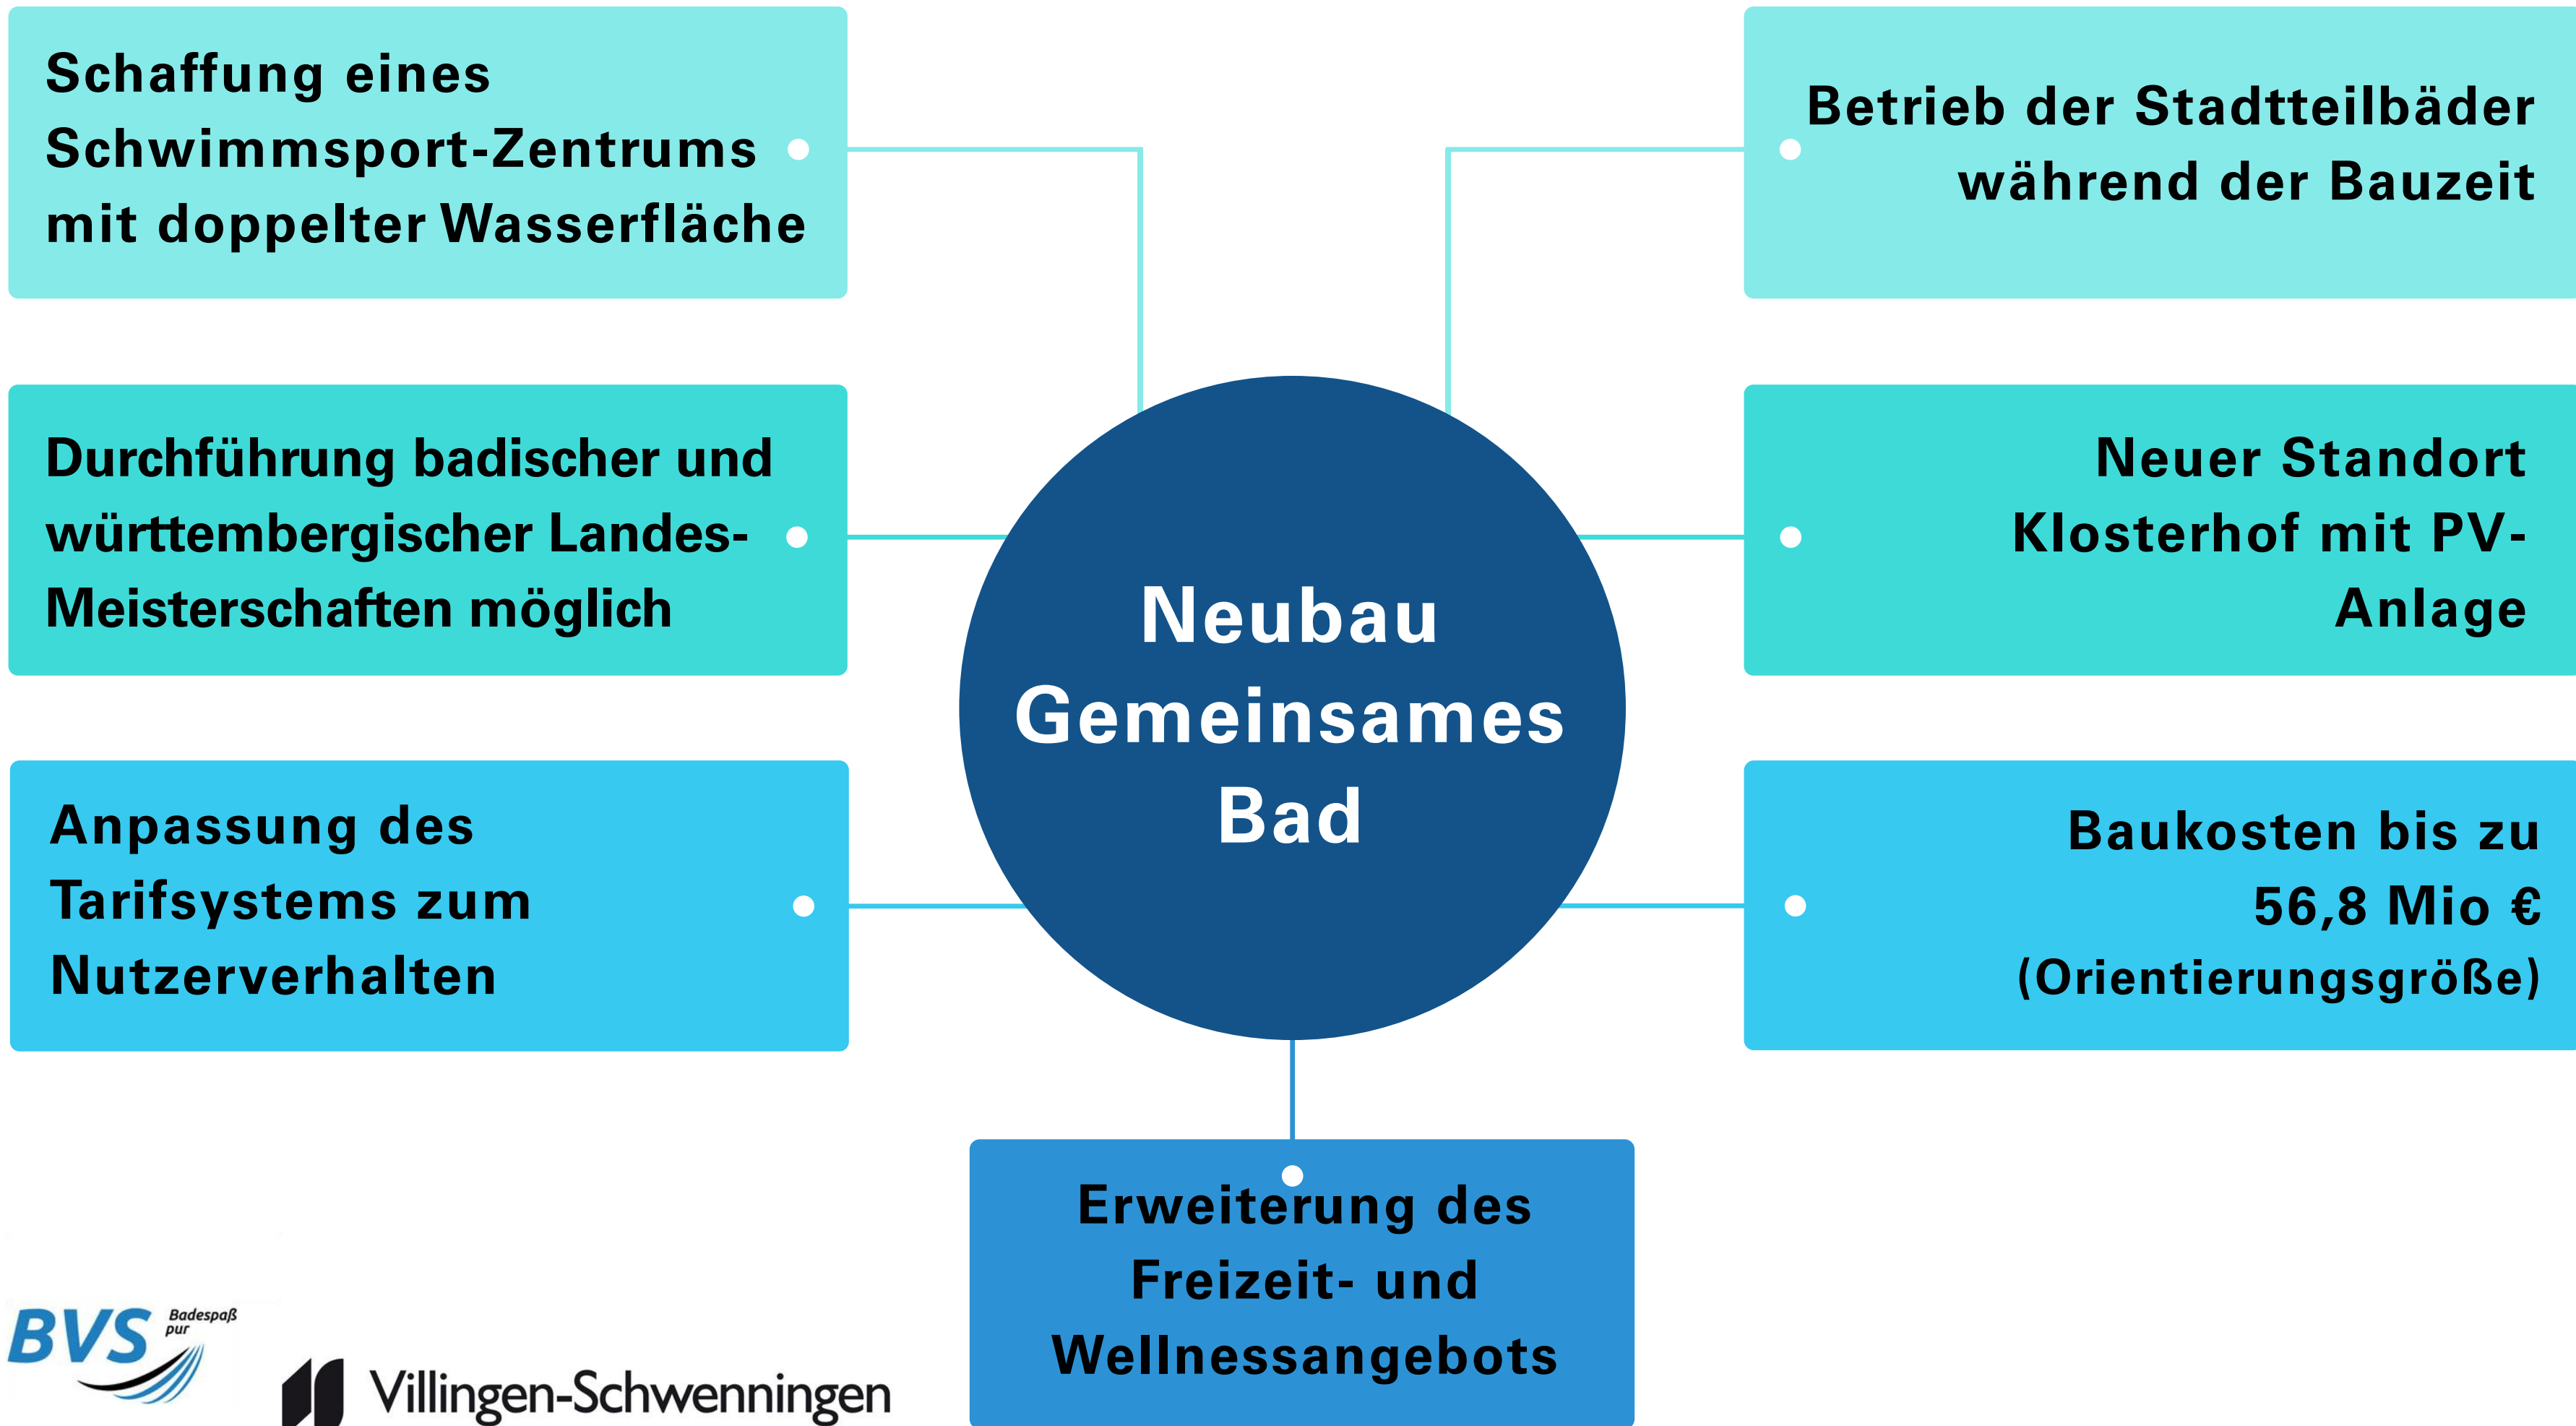 Schaffung eines
Schwimmsport-Zentrums
mit doppelter Wasserfläche
Betrieb der Stadtteilbäder
während der Bauzeit
Durchführung badischer und
württembergischer Landes-
Meisterschaften möglich
Neuer Standort
Klosterhof mit PV-
Anlage
Neubau
Gemeinsames
Bad
Anpassung des
Tarifsystems zum
Nutzerverhalten
Baukosten bis zu
56,8 Mio €
(Orientierungsgröße)
Erweiterung des
Freizeit- und
Wellnessangebots
BVS
Badespaß
pur
Villingen-Schwenningen